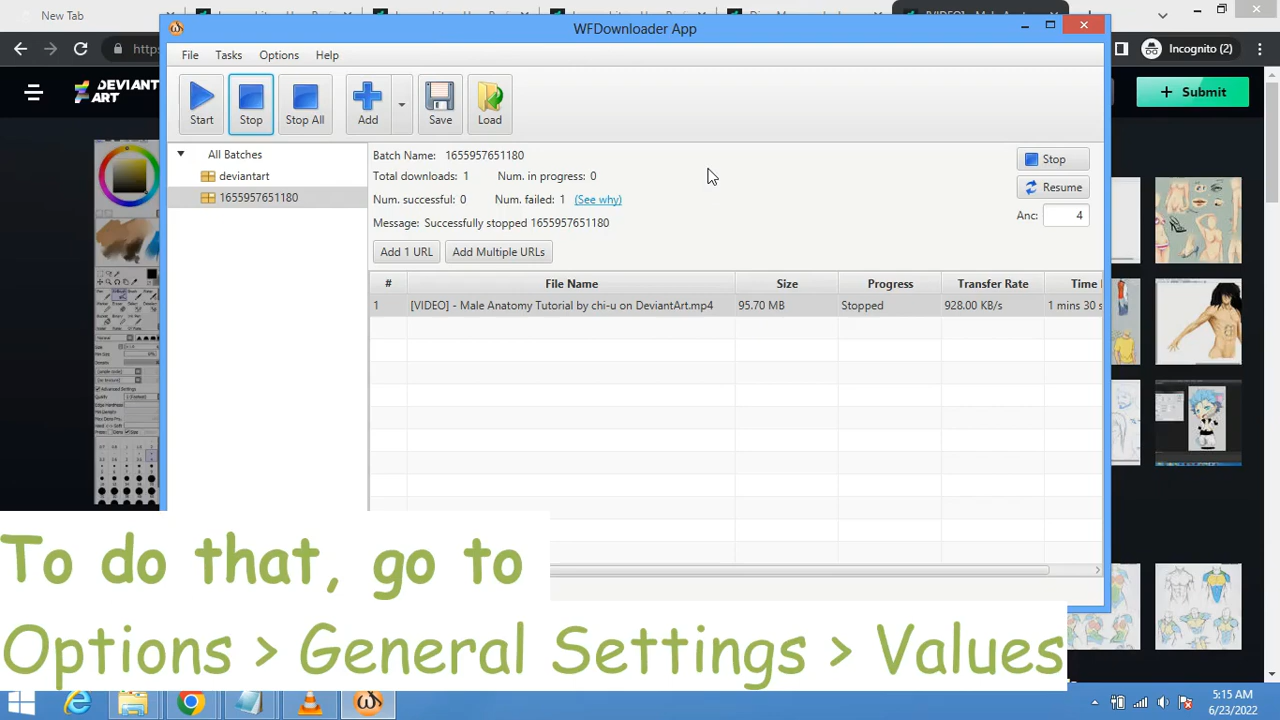 New Tab
WFDownloader App
Incognito (2)
http
File Tasks Options Help
DEVIANT
ART
Submit
Start Stop Stop All Add Save Load
All Batches
deviantart
1655957651180
Batch Name: 1655957651180
Total downloads: 1 Num. in progress: 0
Num. successful: 0 Num. failed: 1 (See why)
Message: Successfully stopped 1655957651180
Stop
Resume
Anc: 4
Add 1 URL Add Multiple URLs
# File Name Size Progress Transfer Rate Time
1 [VIDEO] - Male Anatomy Tutorial by chi-u on DeviantArt.mp4 95.70 MB Stopped 928.00 KB/s 1 mins 30 s
To do that, go to
Options > General Settings > Values
5:15 AM
6/23/2022